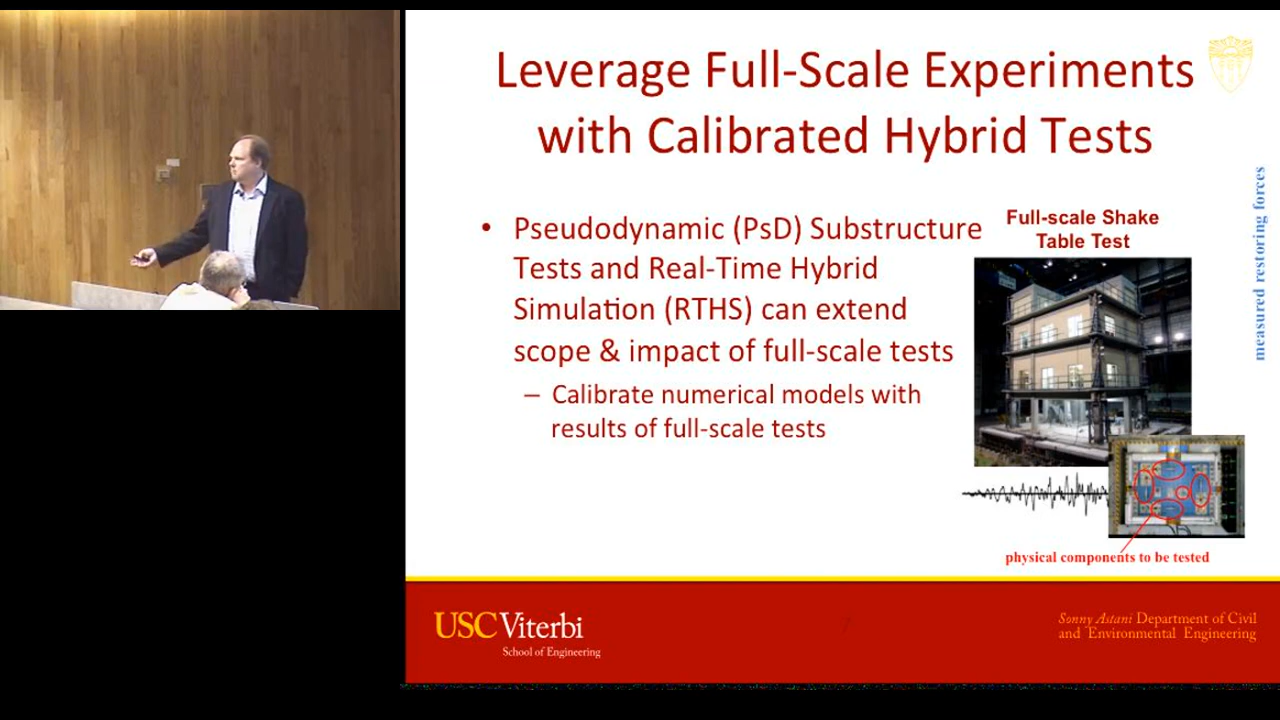 Leverage Full-Scale Experiments
with Calibrated Hybrid Tests
• Pseudodynamic (PsD) Substructure
Tests and Real-Time Hybrid
Simulation (RTHS) can extend
scope & impact of full-scale tests
– Calibrate numerical models with
results of full-scale tests
Full-scale Shake
Table Test
measured restoring forces
physical components to be tested
USC Viterbi
School of Engineering
7
Sonny Astani Department of Civil
and Environmental Engineering